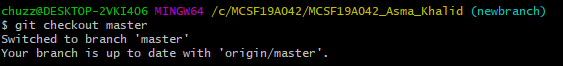 chuzz@DESKTOP-2VKI4O6 MINGW64 /c/MCSF19A042/MCSF19A042_Asma_Khalid (newbranch)
$ git checkout master
Switched to branch 'master'
Your branch is up to date with 'origin/master'.